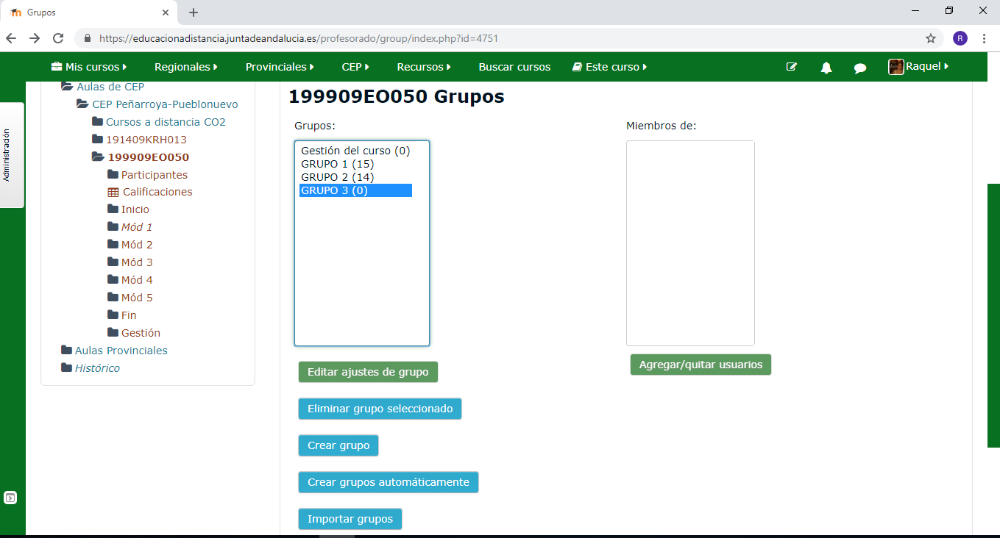 Grupos
https://educacionadistancia.juntadeandalucia.es/profesorado/group/index.php?id=4751
R
Mis cursos Regionales Provinciales CEP Recursos Buscar cursos Este curso Raquel
Administración
Aulas de CEP
CEP Peñarroya-Pueblonuevo
Cursos a distancia CO2
191409KRH013
199909EO050
Participantes
Calificaciones
Inicio
Mód 1
Mód 2
Mód 3
Mód 4
Mód 5
Fin
Gestión
Aulas Provinciales
Histórico
199909EO050 Grupos
Grupos:
Gestión del curso (0)
GRUPO 1 (15)
GRUPO 2 (14)
GRUPO 3 (0)
Editar ajustes de grupo
Eliminar grupo seleccionado
Crear grupo
Crear grupos automáticamente
Importar grupos
Miembros de:
Agregar/quitar usuarios